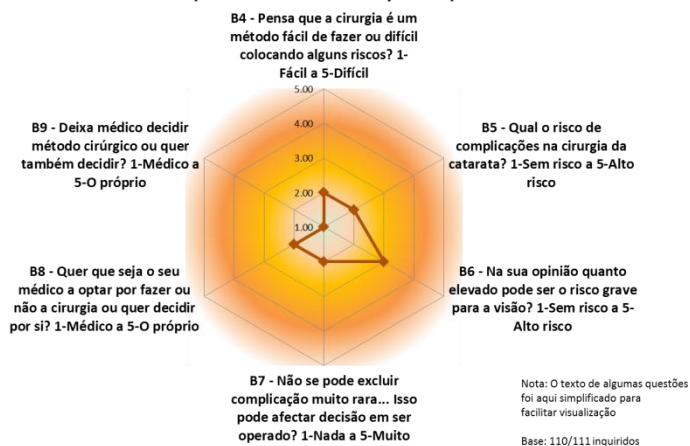 B4 - Pensa que a cirurgia é um
método fácil de fazer ou difícil
colocando alguns riscos? 1-
Fácil a 5-Difícil
5.00
4.00
3.00
2.00
1.00
B5 - Qual o risco de
complicações na cirurgia da
catarata? 1-Sem risco a 5-Alto
risco
B6 - Na sua opinião quanto
elevado pode ser o risco grave
para a visão? 1-Sem risco a 5-
Alto risco
B7 - Não se pode excluir
complicação muito rara... Isso
pode afectar decisão em ser
operado? 1-Nada a 5-Muito
B8 - Quer que seja o seu
médico a optar por fazer ou
não a cirurgia ou quer decidir
por si? 1-Médico a 5-O próprio
B9 - Deixa médico decidir
método cirúrgico ou quer
também decidir? 1-Médico a
5-O próprio
Nota: O texto de algumas questões
foi aqui simplificado para
facilitar visualização
Base: 110/111 inquiridos